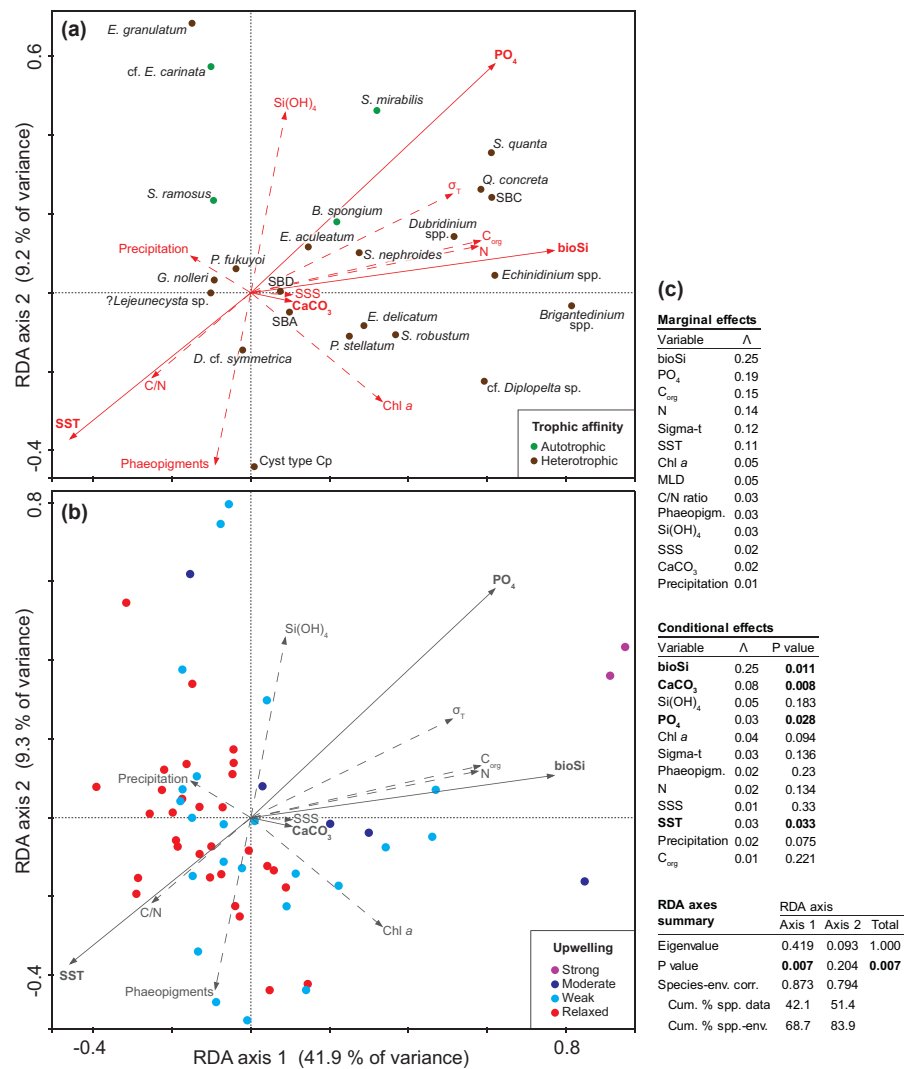 (a)
E. granulatum
cf. E. carinata
0.6
PO4
Si(OH)4
S. mirabilis
S. quanta
Q. concreta
SBC
σT
S. ramosus
B. spongium
Dubridinium
spp.
E. aculeatum
Corg
N
bioSi
Precipitation
P. fukuyoi
S. nephroides
G. nolleri
SBD
Echinidinium spp.
?Lejeunecysta sp.
SSS
CaCO3
SBA
E. delicatum
Brigantedinium
spp.
S. robustum
P. stellatum
D. cf. symmetrica
C/N
cf. Diplopelta sp.
Chl a
SST
Phaeopigments
Cyst type Cp
-0.4
Trophic affinity
Autotrophic
Heterotrophic
RDA axis 2 (9.2 % of variance)
(b)
0.8
PO4
Si(OH)4
σT
Corg
N
bioSi
Precipitation
SSS
CaCO3
C/N
Chl a
SST
Phaeopigments
-0.4
Upwelling
Strong
Moderate
Weak
Relaxed
RDA axis 2 (9.3 % of variance)
-0.4
0.8
RDA axis 1 (41.9 % of variance)
(c)
Marginal effects
Variable Λ
bioSi 0.25
PO4 0.19
Corg 0.15
N 0.14
Sigma-t 0.12
SST 0.11
Chl a 0.05
MLD 0.05
C/N ratio 0.03
Phaeopigm. 0.03
Si(OH)4 0.03
SSS 0.02
CaCO3 0.02
Precipitation 0.01
Conditional effects
Variable Λ P value
bioSi 0.25 0.011
CaCO3 0.08 0.008
Si(OH)4 0.05 0.183
PO4 0.03 0.028
Chl a 0.04 0.094
Sigma-t 0.03 0.136
Phaeopigm. 0.02 0.23
N 0.02 0.134
SSS 0.01 0.33
SST 0.03 0.033
Precipitation 0.02 0.075
Corg 0.01 0.221
RDA axes
summary
RDA axis
Axis 1 Axis 2 Total
Eigenvalue 0.419 0.093 1.000
P value 0.007 0.204 0.007
Species-env. corr. 0.873 0.794
Cum. % spp. data 42.1 51.4
Cum. % spp.-env. 68.7 83.9